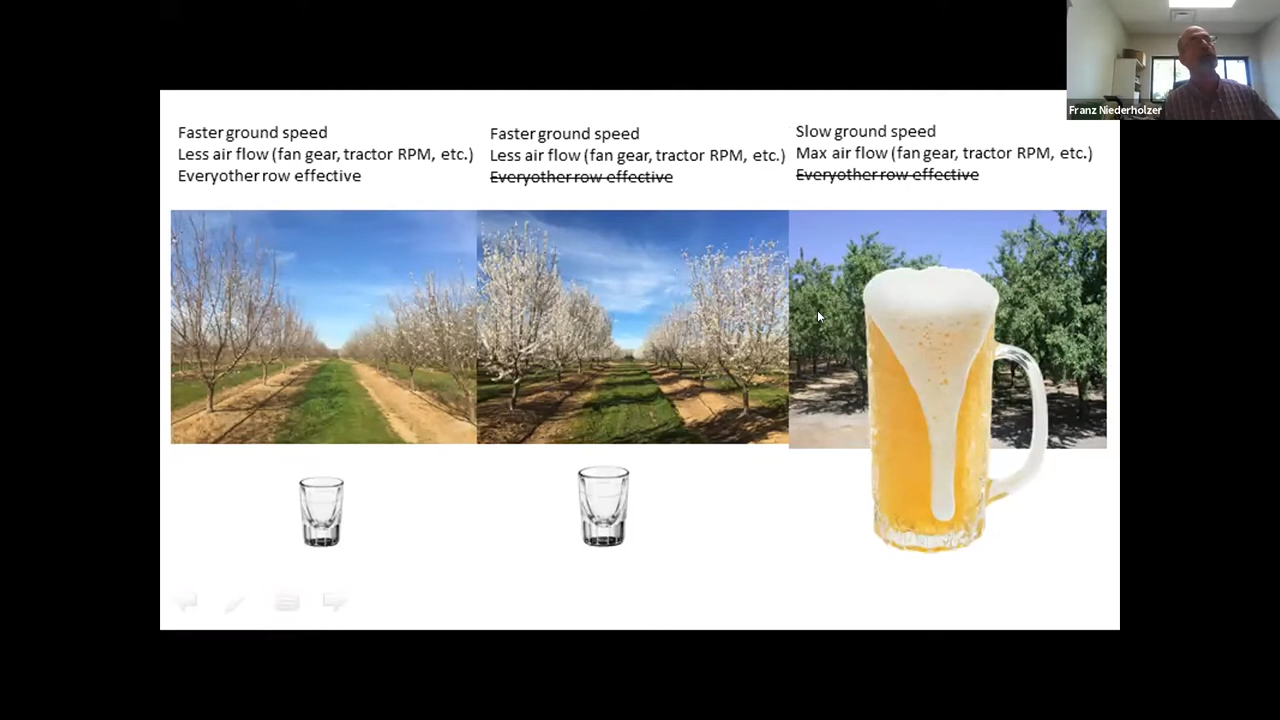 Franz Niederholzer
Faster ground speed
Less air flow (fan gear, tractor RPM, etc.)
Everyother row effective
Faster ground speed
Less air flow (fan gear, tractor RPM, etc.)
Everyother row effective
Slow ground speed
Max air flow (fan gear, tractor RPM, etc.)
Everyother row effective